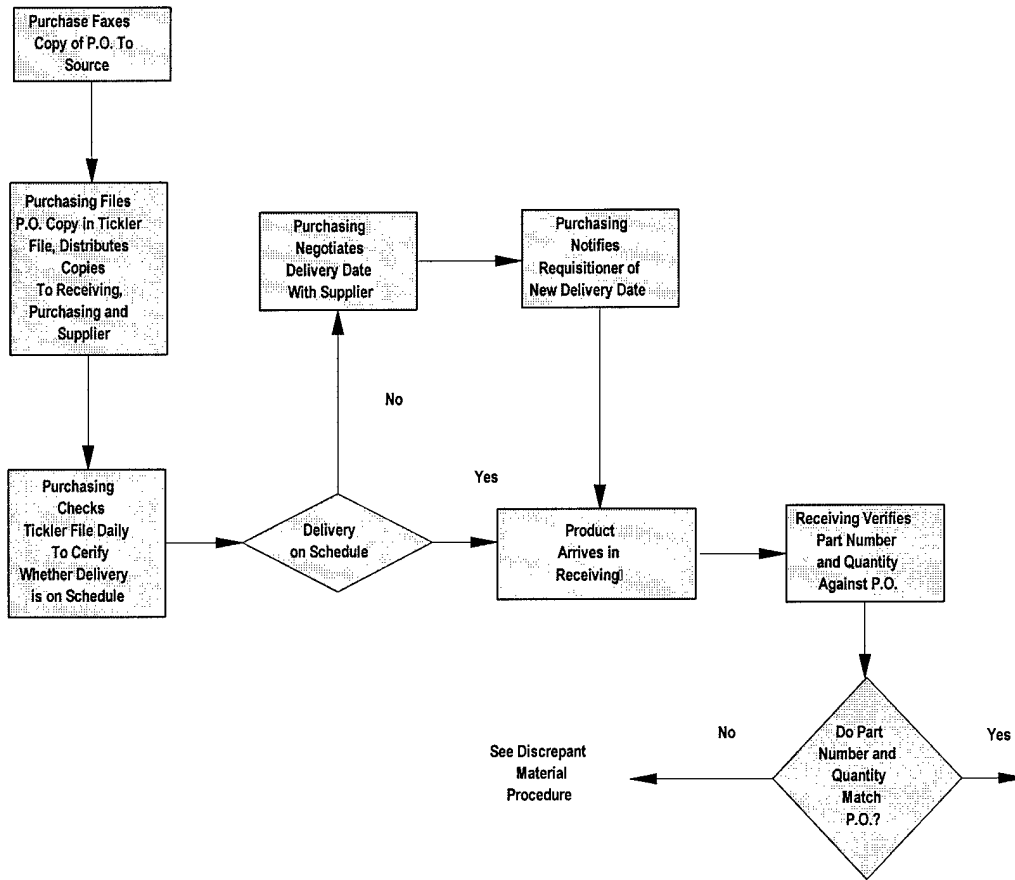 Purchase Faxes
Copy of P.O. To
Source
Purchasing Files
P.O. Copy in Tickler
File, Distributes
Copies
To Receiving,
Purchasing and
Supplier
Purchasing
Negotiates
Delivery Date
With Supplier
Purchasing
Notifies
Requisitioner of
New Delivery Date
No
Yes
Purchasing
Checks
Tickler File Daily
To Cerify
Whether Delivery
is on Schedule
Delivery
on Schedule
Product
Arrives in
Receiving
Receiving Verifies
Part Number
and Quantity
Against P.O.
No
Yes
See Discrepant
Material
Procedure
Do Part
Number and
Quantity
Match
P.O.?